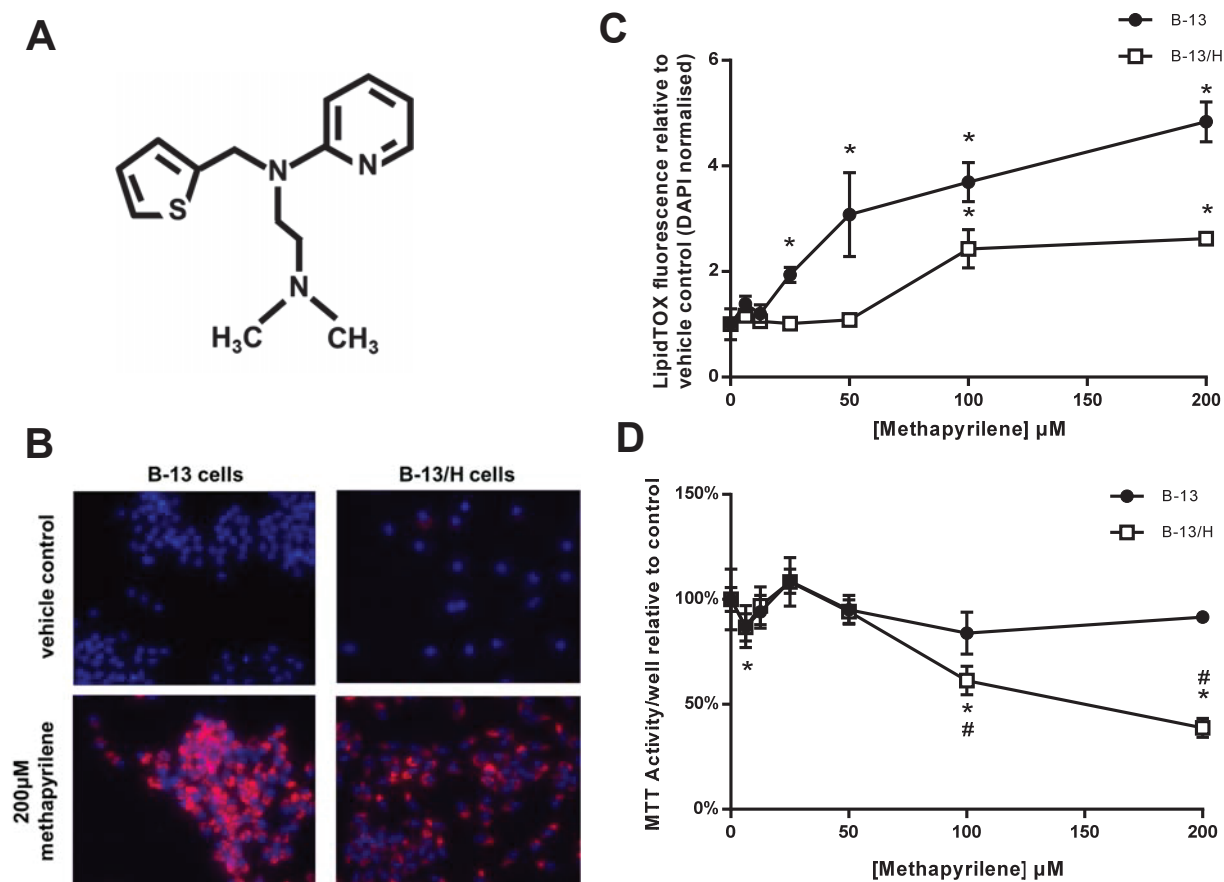 A
N
N
S
N
H₃C
CH₃
B
B-13 cells
B-13/H cells
vehicle control
200µM
methapyrilene
C
B-13
B-13/H
LipidTOX fluorescence relative to
vehicle control (DAPI normalised)
6
4
2
0
* * * * * *
0 50 100 150 200
[Methapyrilene] µM
D
B-13
B-13/H
MTT Activity/well relative to control
150%
100%
50%
0%
*
*
#
#
*
0 50 100 150 200
[Methapyrilene] µM